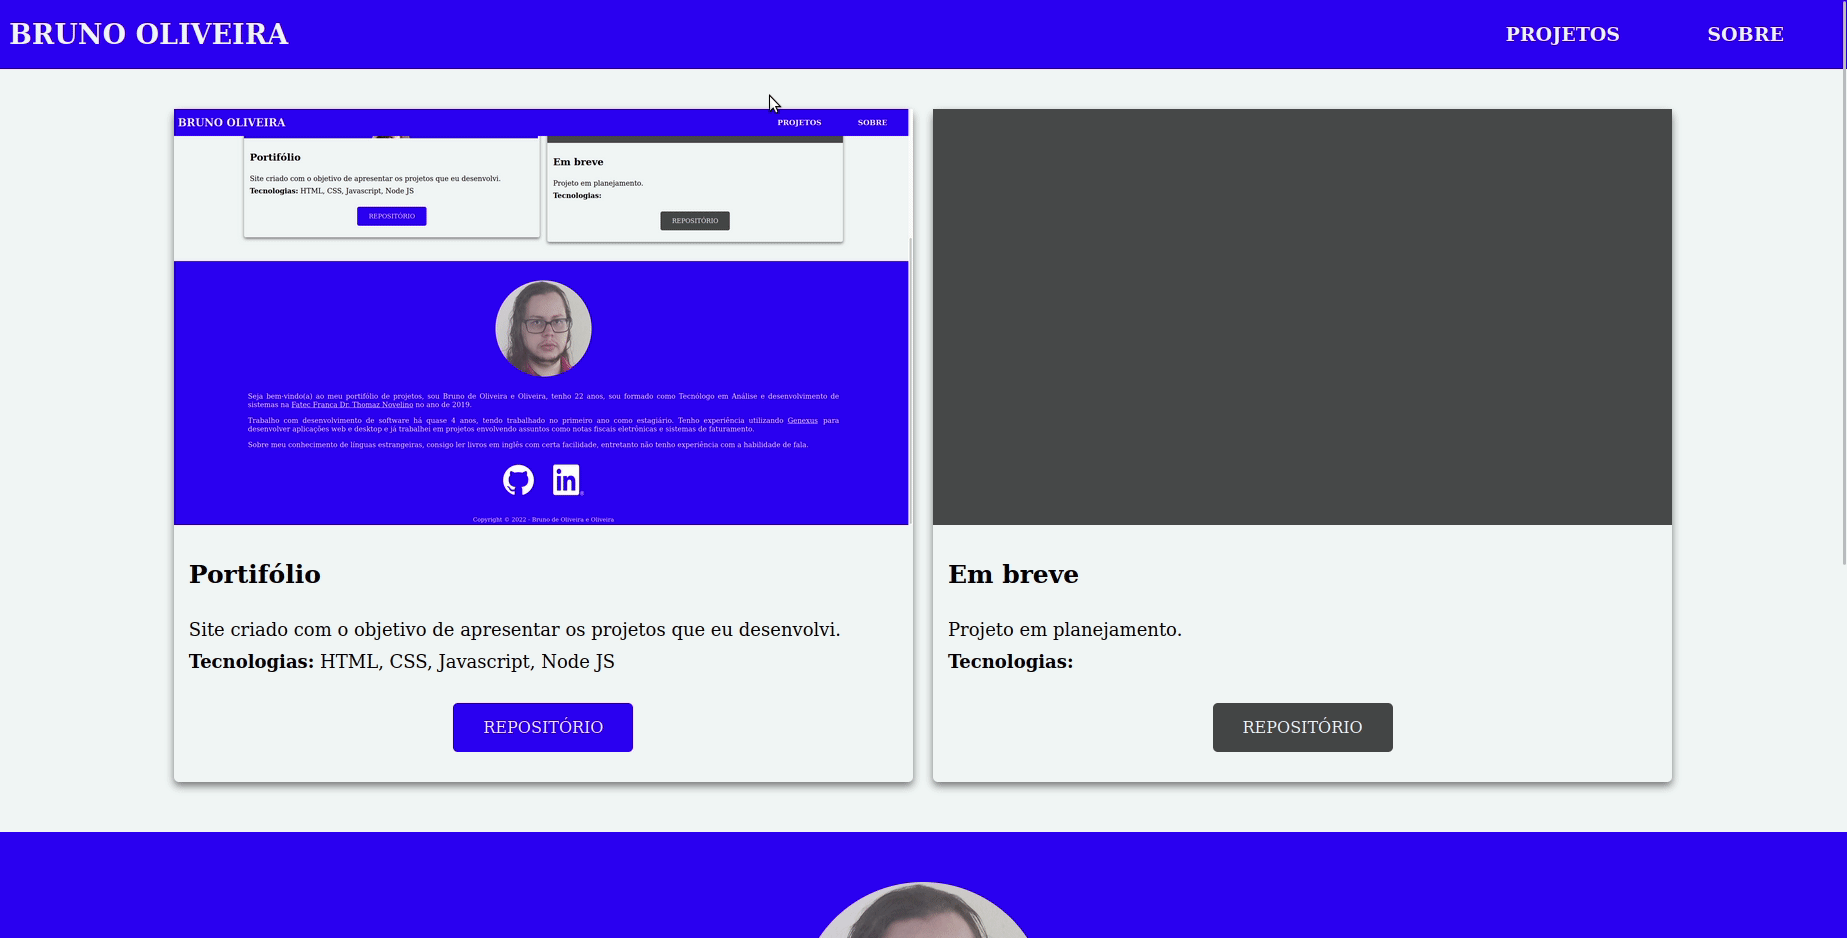 BRUNO OLIVEIRA
PROJETOS
SOBRE
BRUNO OLIVEIRA
PROJETOS
SOBRE
Portifólio
Site criado com o objetivo de apresentar os projetos que eu desenvolvi.
Tecnologias: HTML, CSS, Javascript, Node JS
REPOSITÓRIO
Em breve
Projeto em planejamento.
Tecnologias:
REPOSITÓRIO
Seja bem-vindo(a) ao meu portifólio de projetos, sou Bruno de Oliveira e Oliveira, tenho 22 anos, sou formado como Tecnólogo em Análise e desenvolvimento de
sistemas na Fatec Franca Dr. Thomaz Novelino no ano de 2019.
Trabalho com desenvolvimento de software há quase 4 anos, tendo trabalhado no primeiro ano como estagiário. Tenho experiência utilizando Genexus para
desenvolver aplicações web e desktop e já trabalhei em projetos envolvendo assuntos como notas fiscais eletrônicas e sistemas de faturamento.
Sobre meu conhecimento de línguas estrangeiras, consigo ler livros em inglês com certa facilidade, entretanto não tenho experiência com a habilidade de fala.
in
Copyright © 2022 - Bruno de Oliveira e Oliveira
Portifólio
Site criado com o objetivo de apresentar os projetos que eu desenvolvi.
Tecnologias: HTML, CSS, Javascript, Node JS
REPOSITÓRIO
Em breve
Projeto em planejamento.
Tecnologias:
REPOSITÓRIO